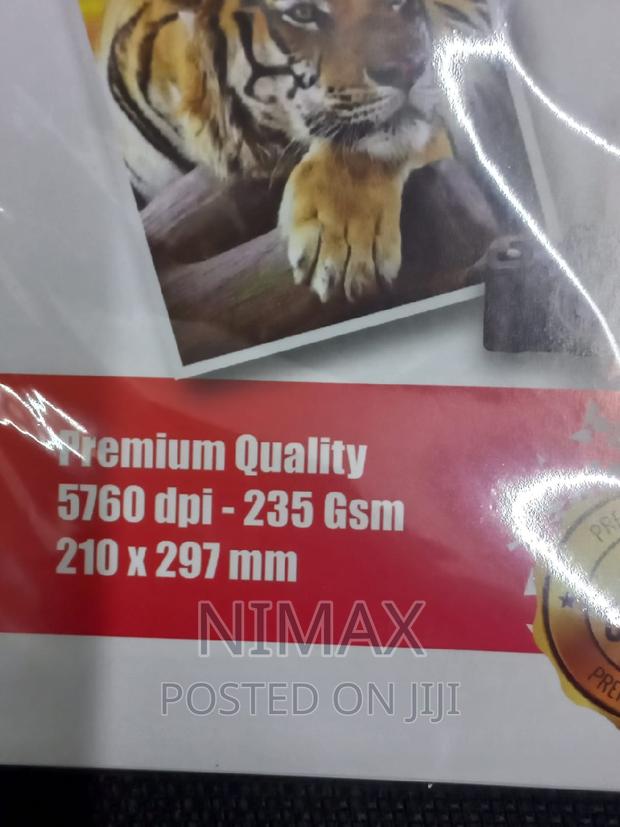 Premium Quality
5760 dpi - 235 Gsm
210 x 297 mm
NIMAX
POSTED ON JIJI